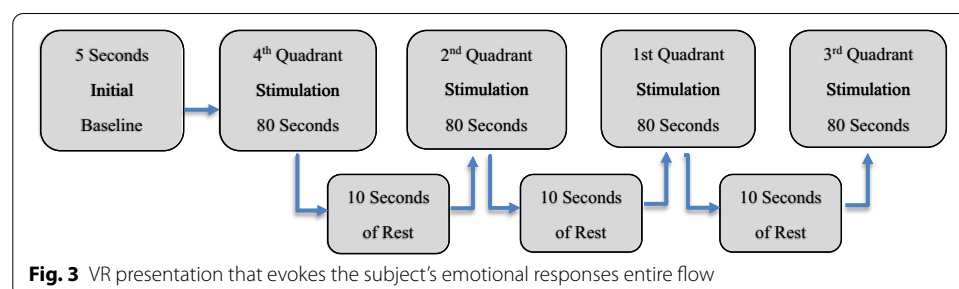 5 Seconds
Initial
Baseline
4th Quadrant
Stimulation
80 Seconds
2nd Quadrant
Stimulation
80 Seconds
1st Quadrant
Stimulation
80 Seconds
3rd Quadrant
Stimulation
80 Seconds
10 Seconds
of Rest
10 Seconds
of Rest
10 Seconds
of Rest
Fig. 3 VR presentation that evokes the subject's emotional responses entire flow